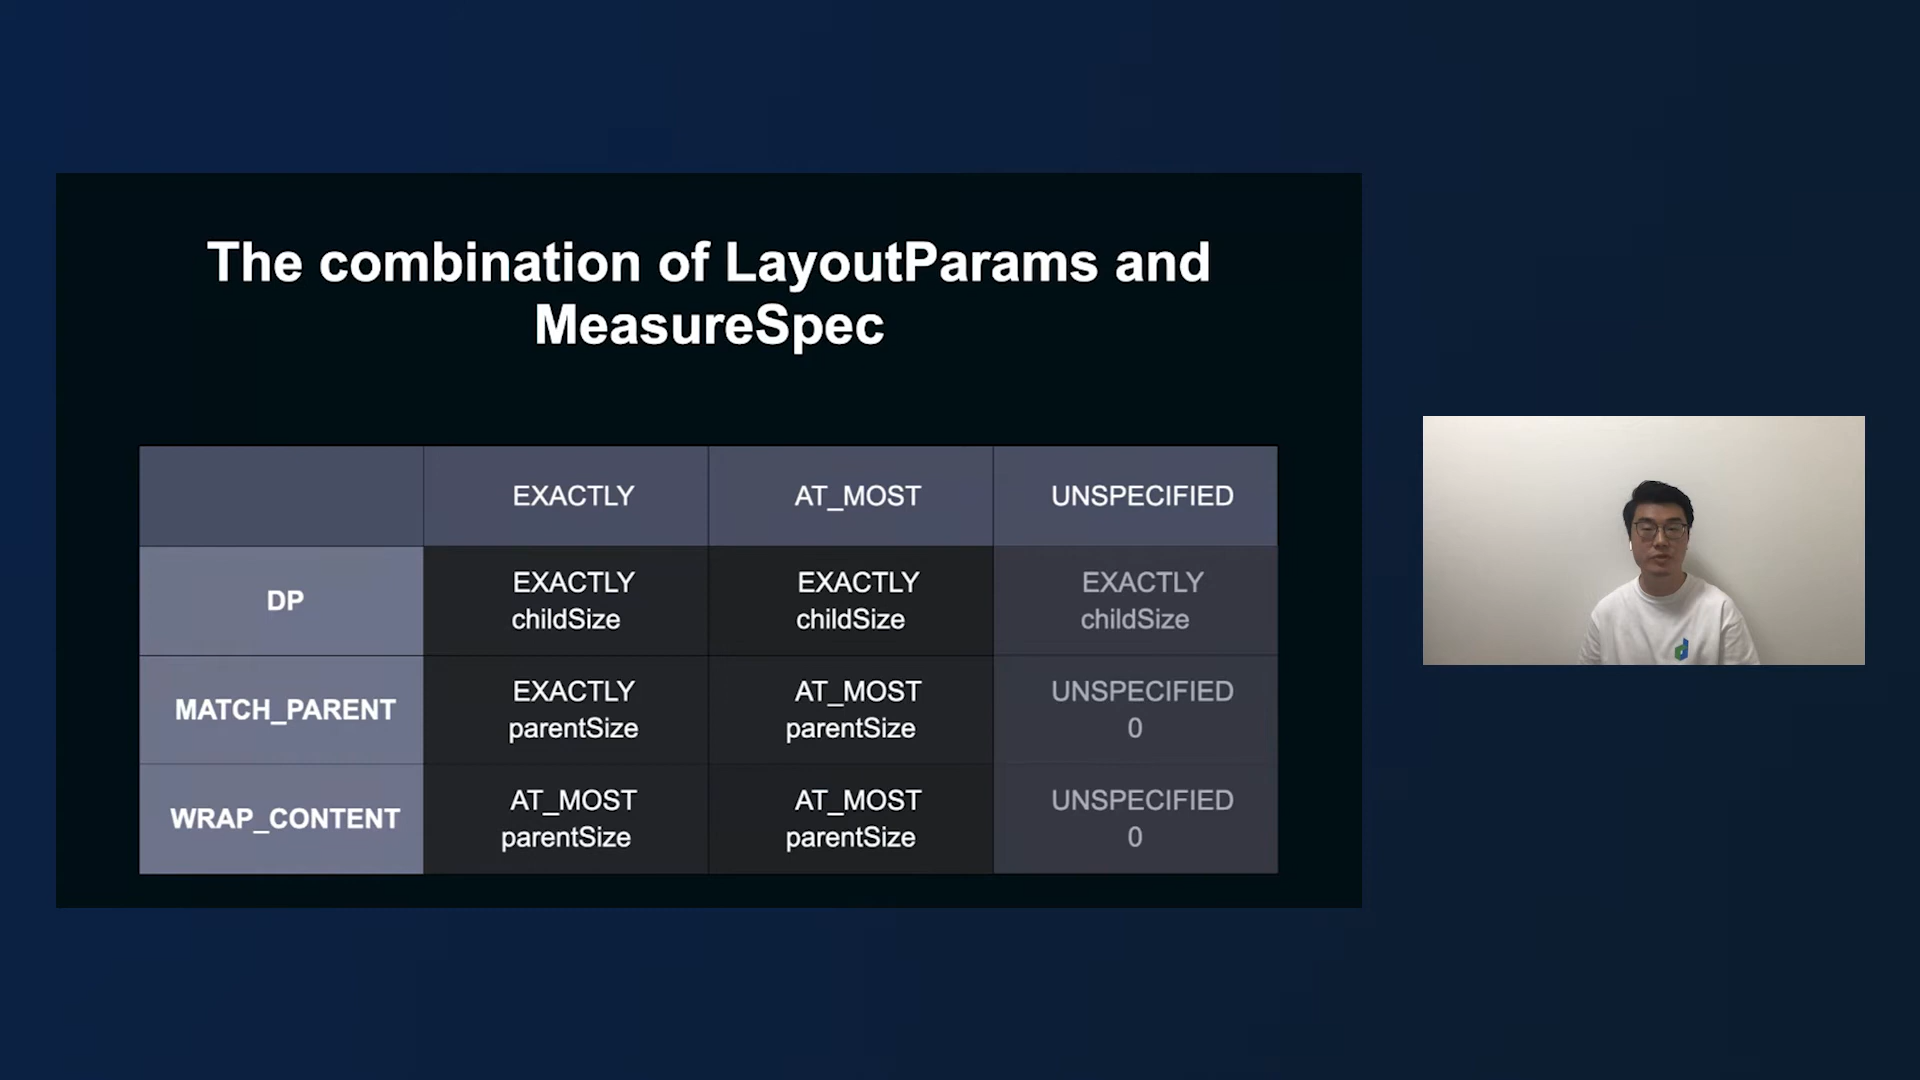 The combination of LayoutParams and
MeasureSpec
EXACTLY AT_MOST UNSPECIFIED
DP
EXACTLY
childSize
EXACTLY
childSize
EXACTLY
childSize
MATCH_PARENT
EXACTLY
parentSize
AT_MOST
parentSize
UNSPECIFIED
0
WRAP_CONTENT
AT_MOST
parentSize
AT_MOST
parentSize
UNSPECIFIED
0